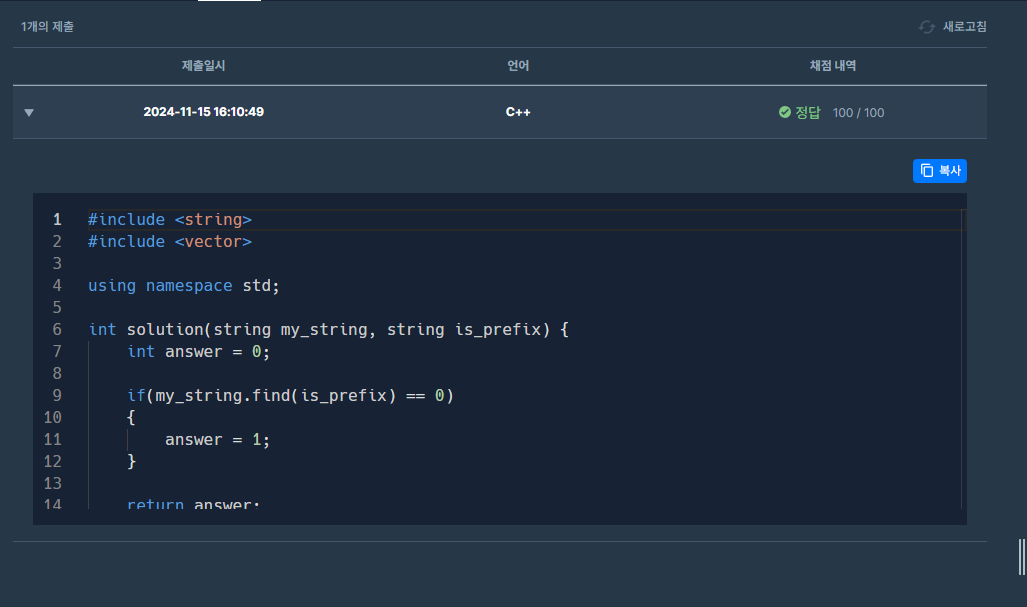 1개의 제출
새로고침
제출일시 언어 채점 내역
2024-11-15 16:10:49 C++ 정답 100 / 100
복사
1 #include <string>
2 #include <vector>
3
4 using namespace std;
5
6 int solution(string my_string, string is_prefix) {
7     int answer = 0;
8
9     if(my_string.find(is_prefix) == 0)
10     {
11         answer = 1;
12     }
13
14     return answer;